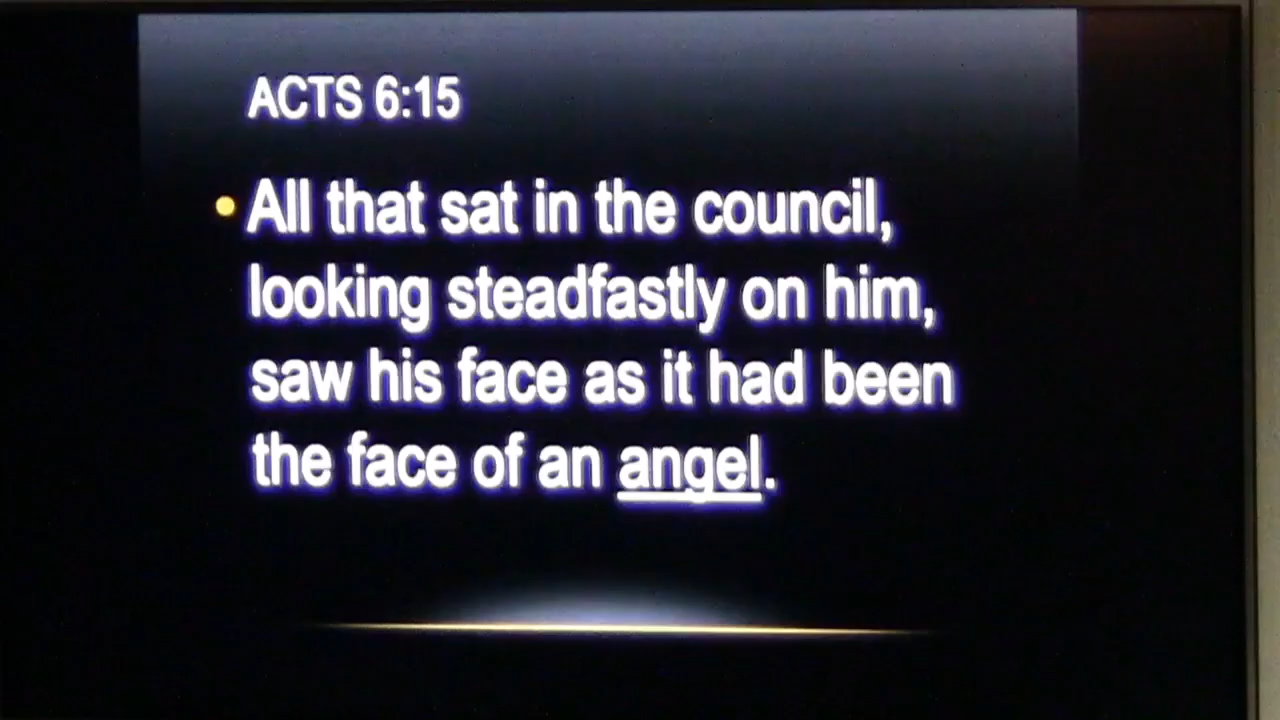 ACTS 6:15
• All that sat in the council,
looking steadfastly on him,
saw his face as it had been
the face of an angel.